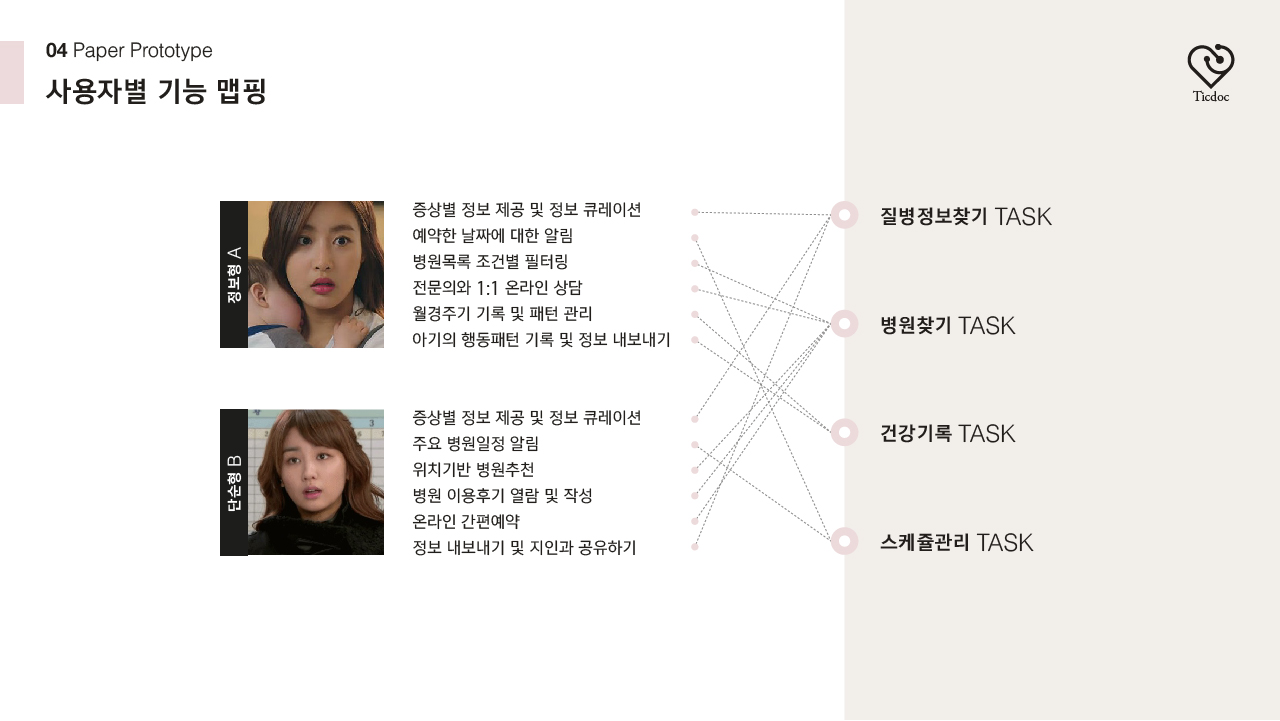 04 Paper Prototype
사용자별 기능 맵핑
Ticdoc
정보형 A
증상별 정보 제공 및 정보 큐레이션
예약한 날짜에 대한 알림
병원목록 조건별 필터링
전문의와 1:1 온라인 상담
월경주기 기록 및 패턴 관리
아기의 행동패턴 기록 및 정보 내보내기
단순형 B
증상별 정보 제공 및 정보 큐레이션
주요 병원일정 알림
위치기반 병원추천
병원 이용후기 열람 및 작성
온라인 간편예약
정보 내보내기 및 지인과 공유하기
질병정보찾기 TASK
병원찾기 TASK
건강기록 TASK
스케쥴관리 TASK